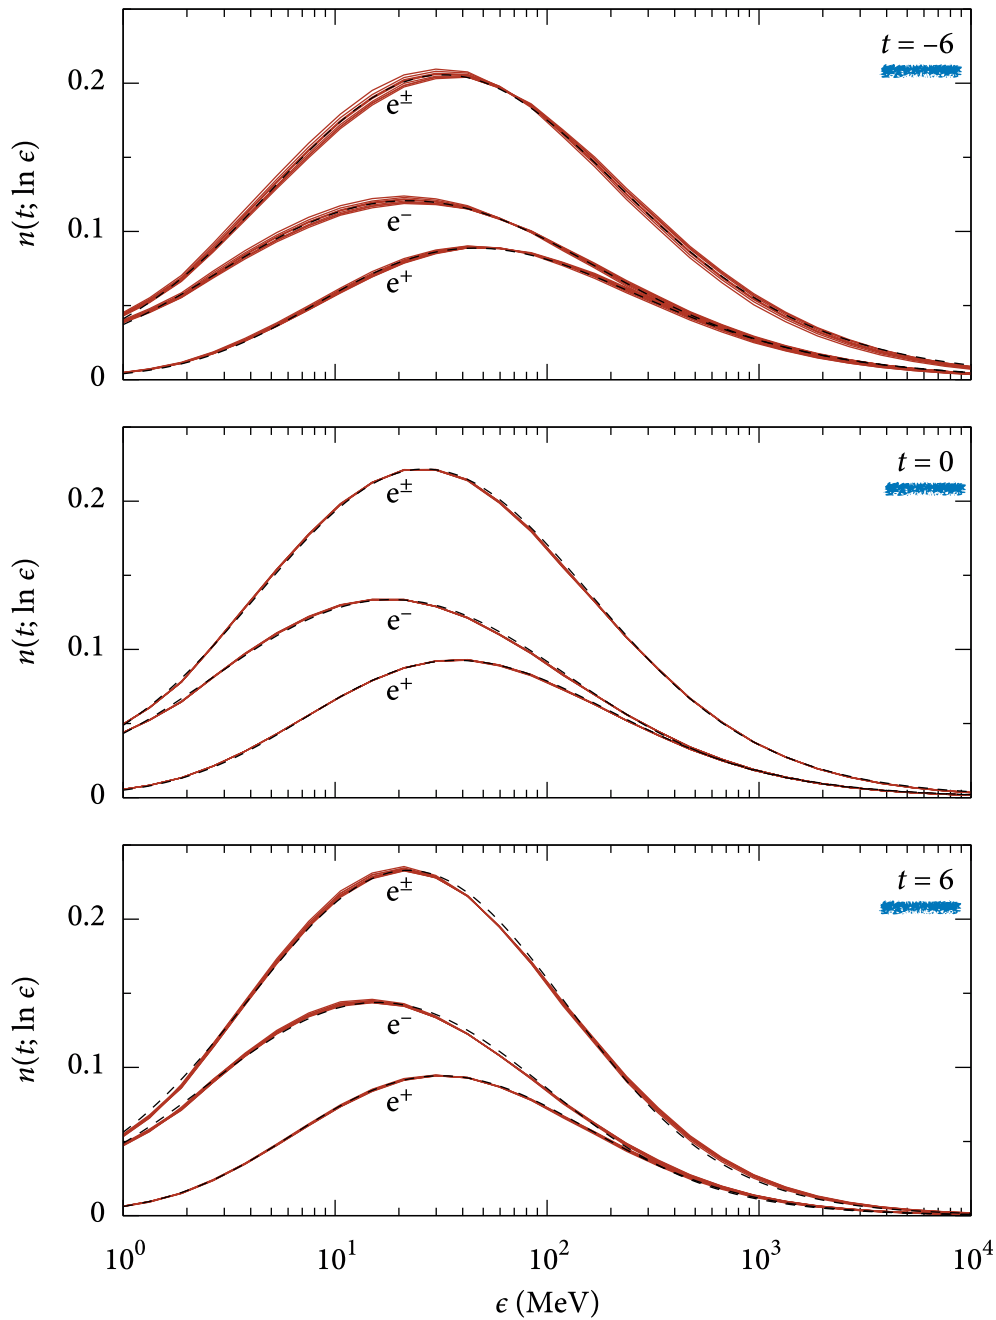 t = –6
0.2
e±
n(t; ln ϵ)
e−
0.1
e+
0
t = 0
0.2
e±
n(t; ln ϵ)
e−
0.1
e+
0
t = 6
0.2
e±
n(t; ln ϵ)
e−
0.1
e+
0
10⁰ 10¹ 10² 10³ 10⁴
ϵ (MeV)